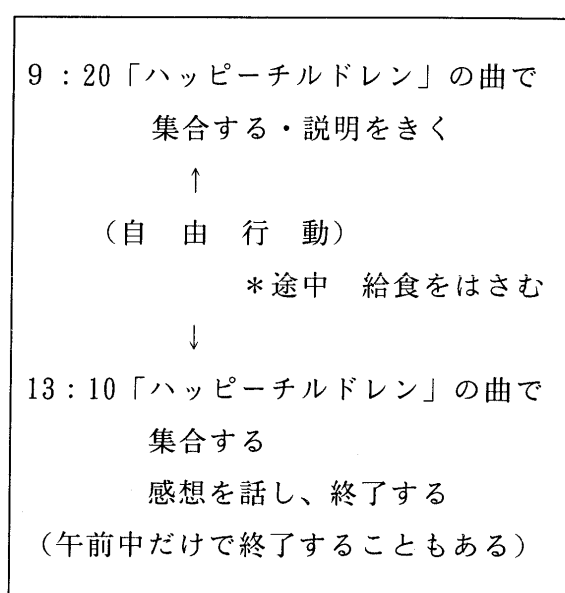 9：20「ハッピーチルドレン」の曲で
集合する・説明をきく
↑
（自　由　行　動）
＊途中　給食をはさむ
↓
13：10「ハッピーチルドレン」の曲で
集合する
感想を話し、終了する
（午前中だけで終了することもある）